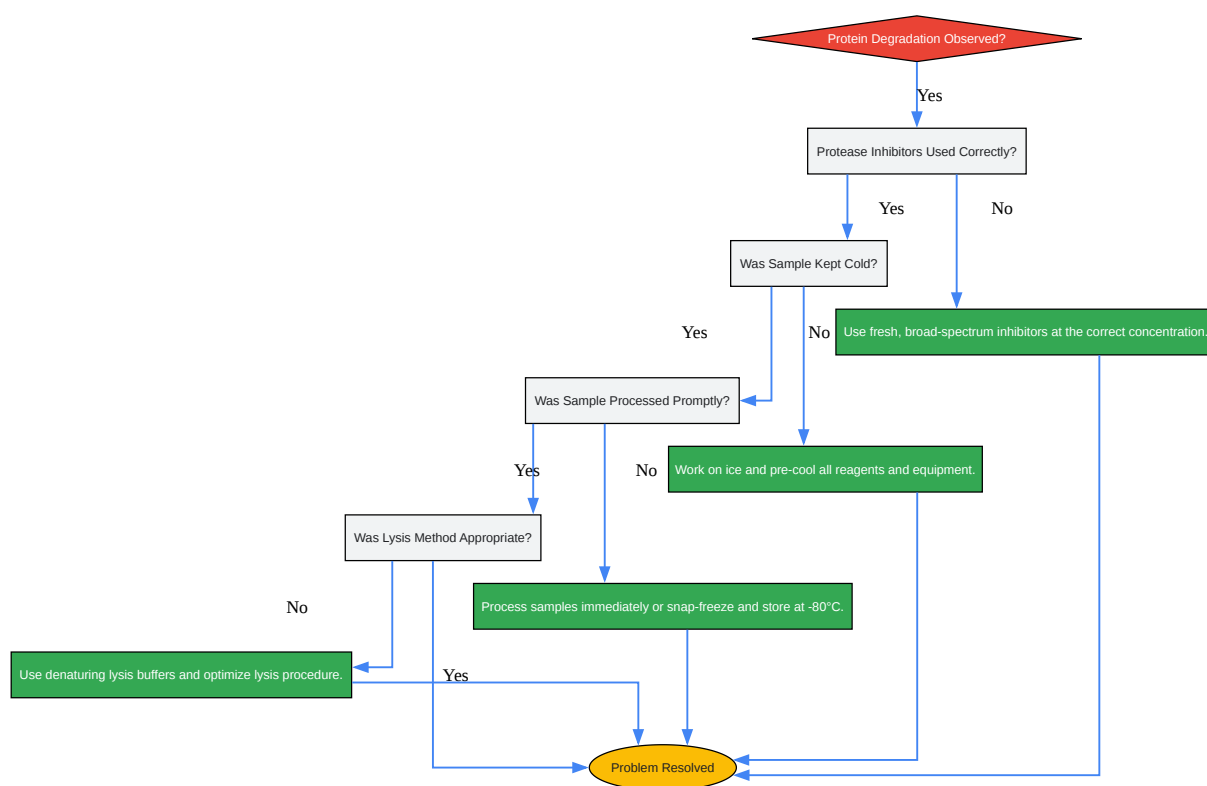 Protein Degradation Observed?
Yes
Protease Inhibitors Used Correctly?
Yes
No
Was Sample Kept Cold?
Yes
No
Use fresh, broad-spectrum inhibitors at the correct concentration.
Was Sample Processed Promptly?
Yes
No
Work on ice and pre-cool all reagents and equipment.
Was Lysis Method Appropriate?
No
Process samples immediately or snap-freeze and store at -80°C.
Use denaturing lysis buffers and optimize lysis procedure.
Yes
Problem Resolved